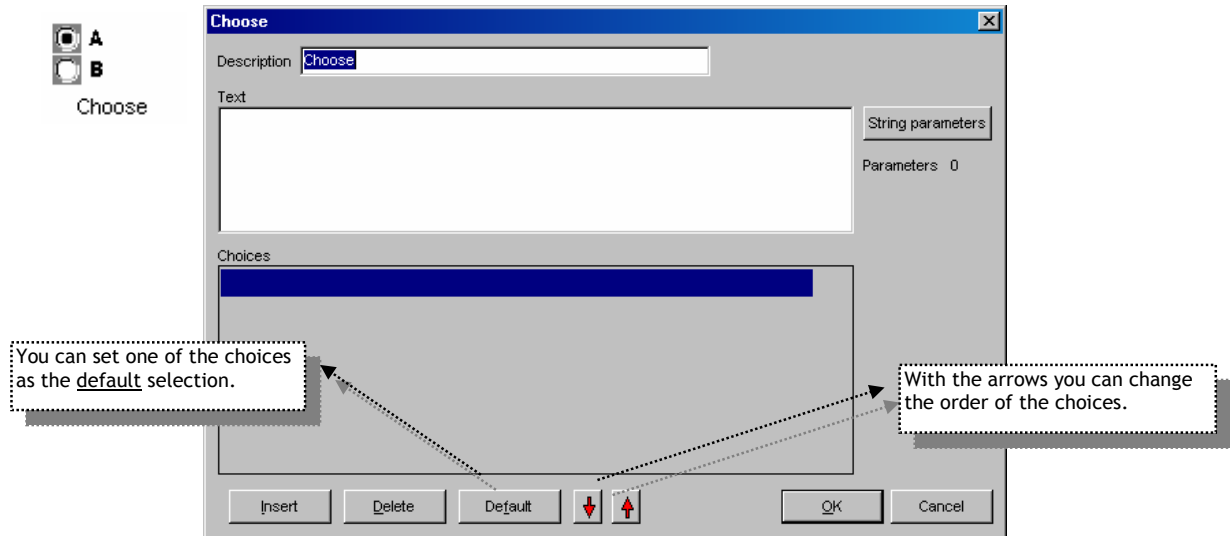 A
B
Choose
Choose
Description Choose
Text
String parameters
Parameters 0
Choices
You can set one of the choices
as the default selection.
With the arrows you can change
the order of the choices.
Insert Delete Default OK Cancel